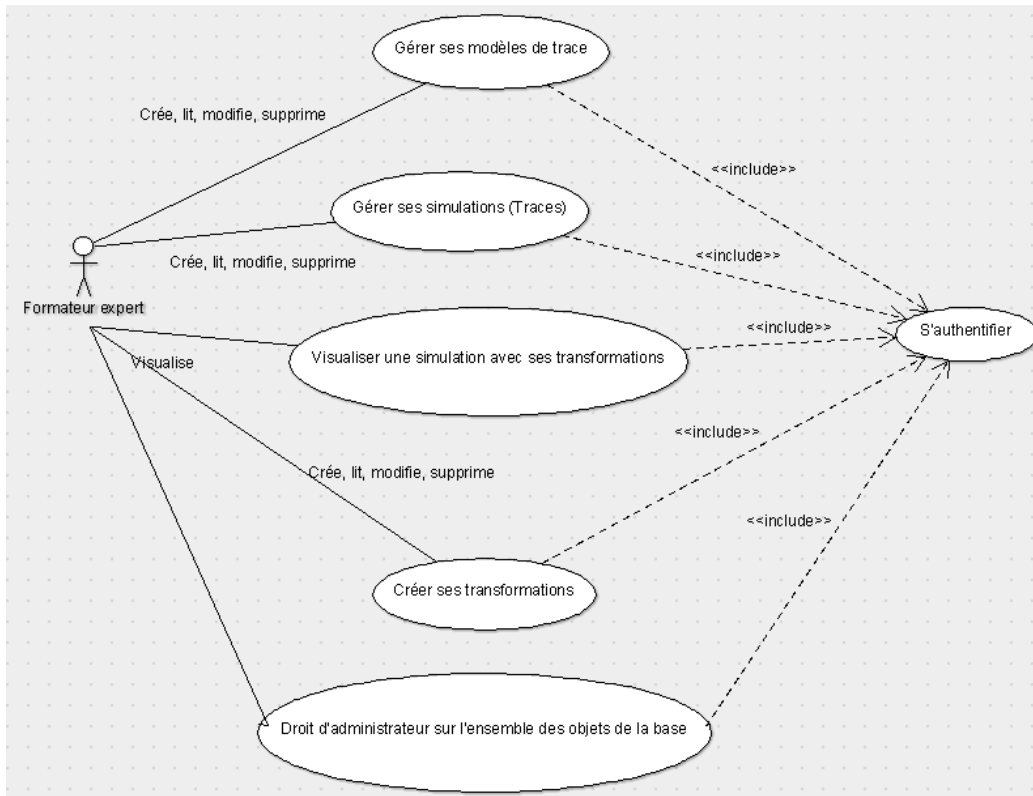 Gérer ses modèles de trace
Crée, lit, modifie, supprime
<<include>>
Gérer ses simulations (Traces)
<<include>>
Crée, lit, modifie, supprime
Formateur expert
<<include>>
S'authentifier
Visualiser une simulation avec ses transformations
Visualise
<<include>>
Crée, lit, modifie, supprime
<<include>>
Créer ses transformations
Droit d'administrateur sur l'ensemble des objets de la base